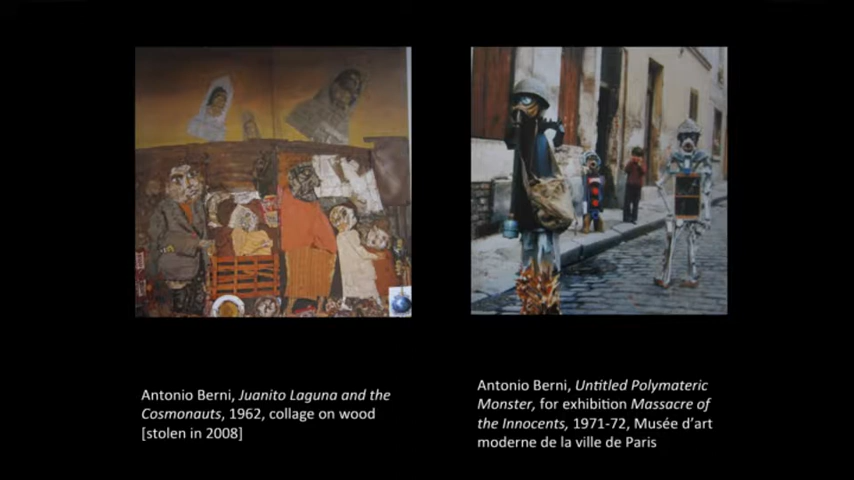 Antonio Berni, Juanito Laguna and the
Cosmonauts, 1962, collage on wood
[stolen in 2008]
Antonio Berni, Untitled Polymateric
Monster, for exhibition Massacre of
the Innocents, 1971-72, Musée d'art
moderne de la ville de Paris